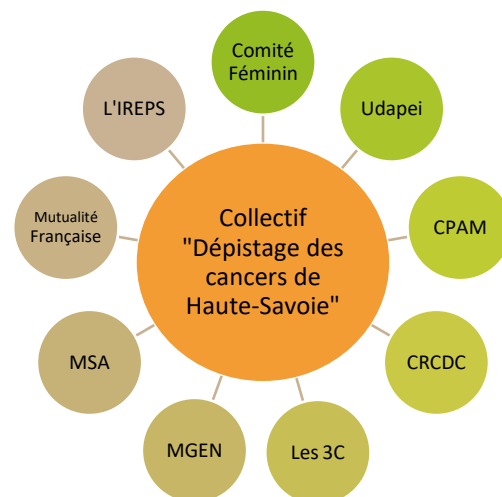 Comité
Féminin
Udapei
CPAM
CRCDC
Les 3C
MGEN
MSA
Mutualité
Française
L'IREPS
Collectif
"Dépistage des
cancers de
Haute-Savoie"